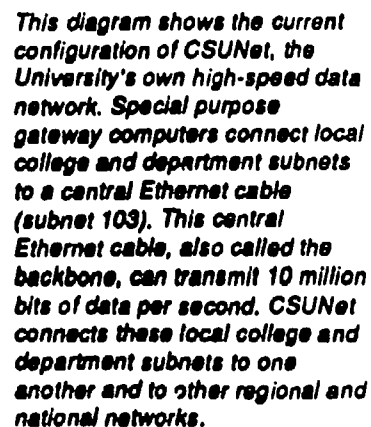 This diagram shows the current
configuration of CSUNet, the
University's own high-speed data
network. Special purpose
gateway computers connect local
college and department subnets
to a central Ethernet cable
(subnet 103). This central
Ethernet cable, also called the
backbone, can transmit 10 million
bits of data per second. CSUNet
connects these local college and
department subnets to one
another and to other regional and
national networks.